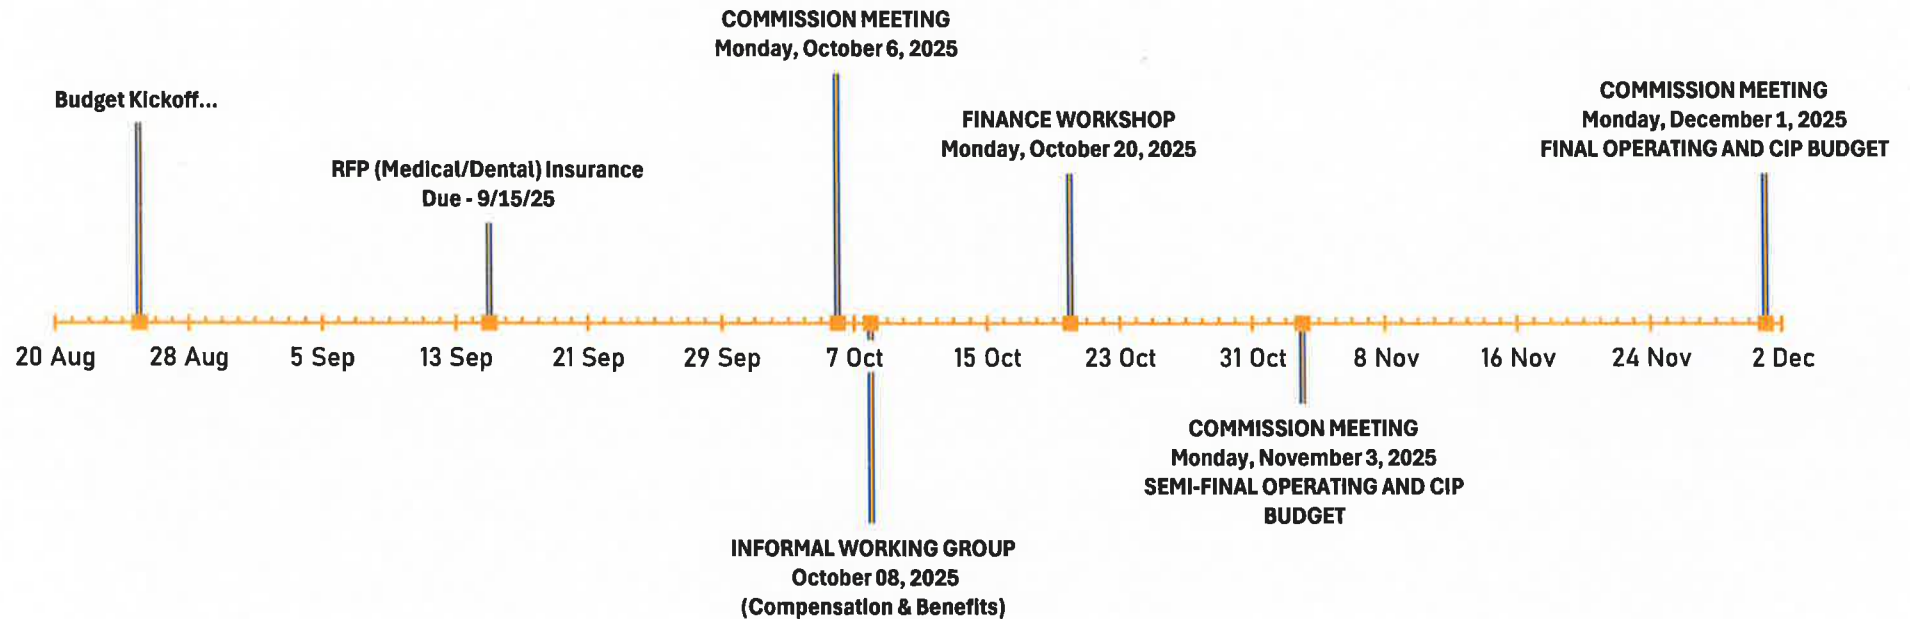 COMMISSION MEETING
Monday, October 6, 2025
Budget Kickoff...
COMMISSION MEETING
Monday, December 1, 2025
FINAL OPERATING AND CIP BUDGET
FINANCE WORKSHOP
Monday, October 20, 2025
RFP (Medical/Dental) Insurance
Due - 9/15/25
20 Aug
28 Aug
5 Sep
13 Sep
21 Sep
29 Sep
7 Oct
15 Oct
23 Oct
31 Oct
8 Nov
16 Nov
24 Nov
2 Dec
COMMISSION MEETING
Monday, November 3, 2025
SEMI-FINAL OPERATING AND CIP
BUDGET
INFORMAL WORKING GROUP
October 08, 2025
(Compensation & Benefits)